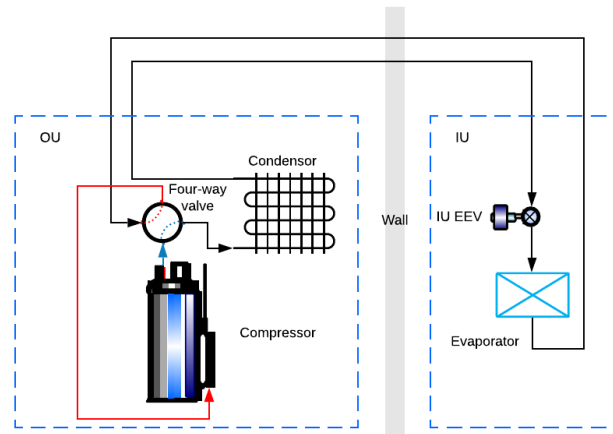 OU
IU
Condensor
Four-way
valve
Wall
IU EEV
Compressor
Evaporator